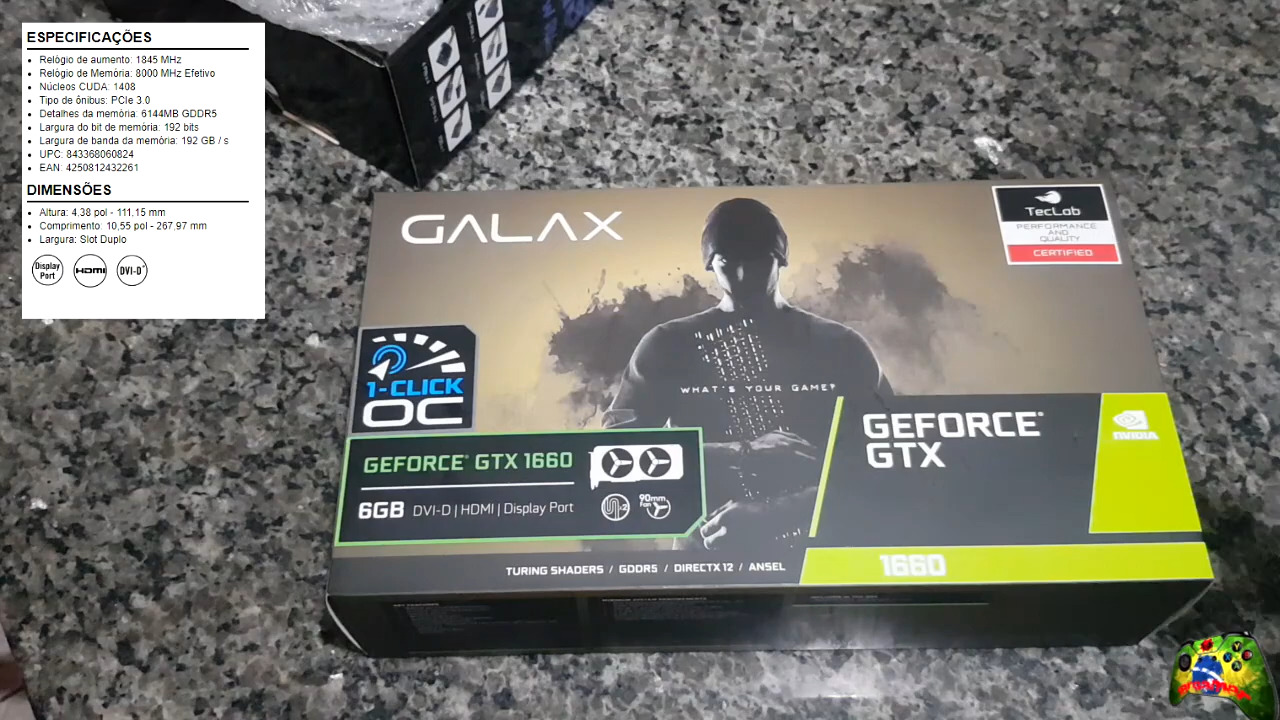 ESPECIFICAÇÕES
Relógio de aumento: 1845 MHz
Relógio de Memória: 8000 MHz Efetivo
Núcleos CUDA: 1408
Tipo de ônibus: PCIe 3.0
Detalhes da memória: 6144MB GDDR5
Largura do bit de memória: 192 bits
Largura de banda da memória: 192 GB / s
UPC: 843368060824
EAN: 4250812432261
DIMENSÕES
Altura: 4.38 pol - 111.15 mm
Comprimento: 10,55 pol - 267.97 mm
Largura: Slot Duplo
Display Port
HDMI
DVI-D
GALAX
TecLab
PERFORMANCE
AND
QUALITY
CERTIFIED
1-CLICK
OC
WHAT'S YOUR GAME?
GEFORCE® GTX 1660
6GB DVI-D | HDMI | Display Port
x2
90mm
Fan
GEFORCE®
GTX
NVIDIA
1660
TURING SHADERS / GDDR5 / DIRECTX 12 / ANSEL